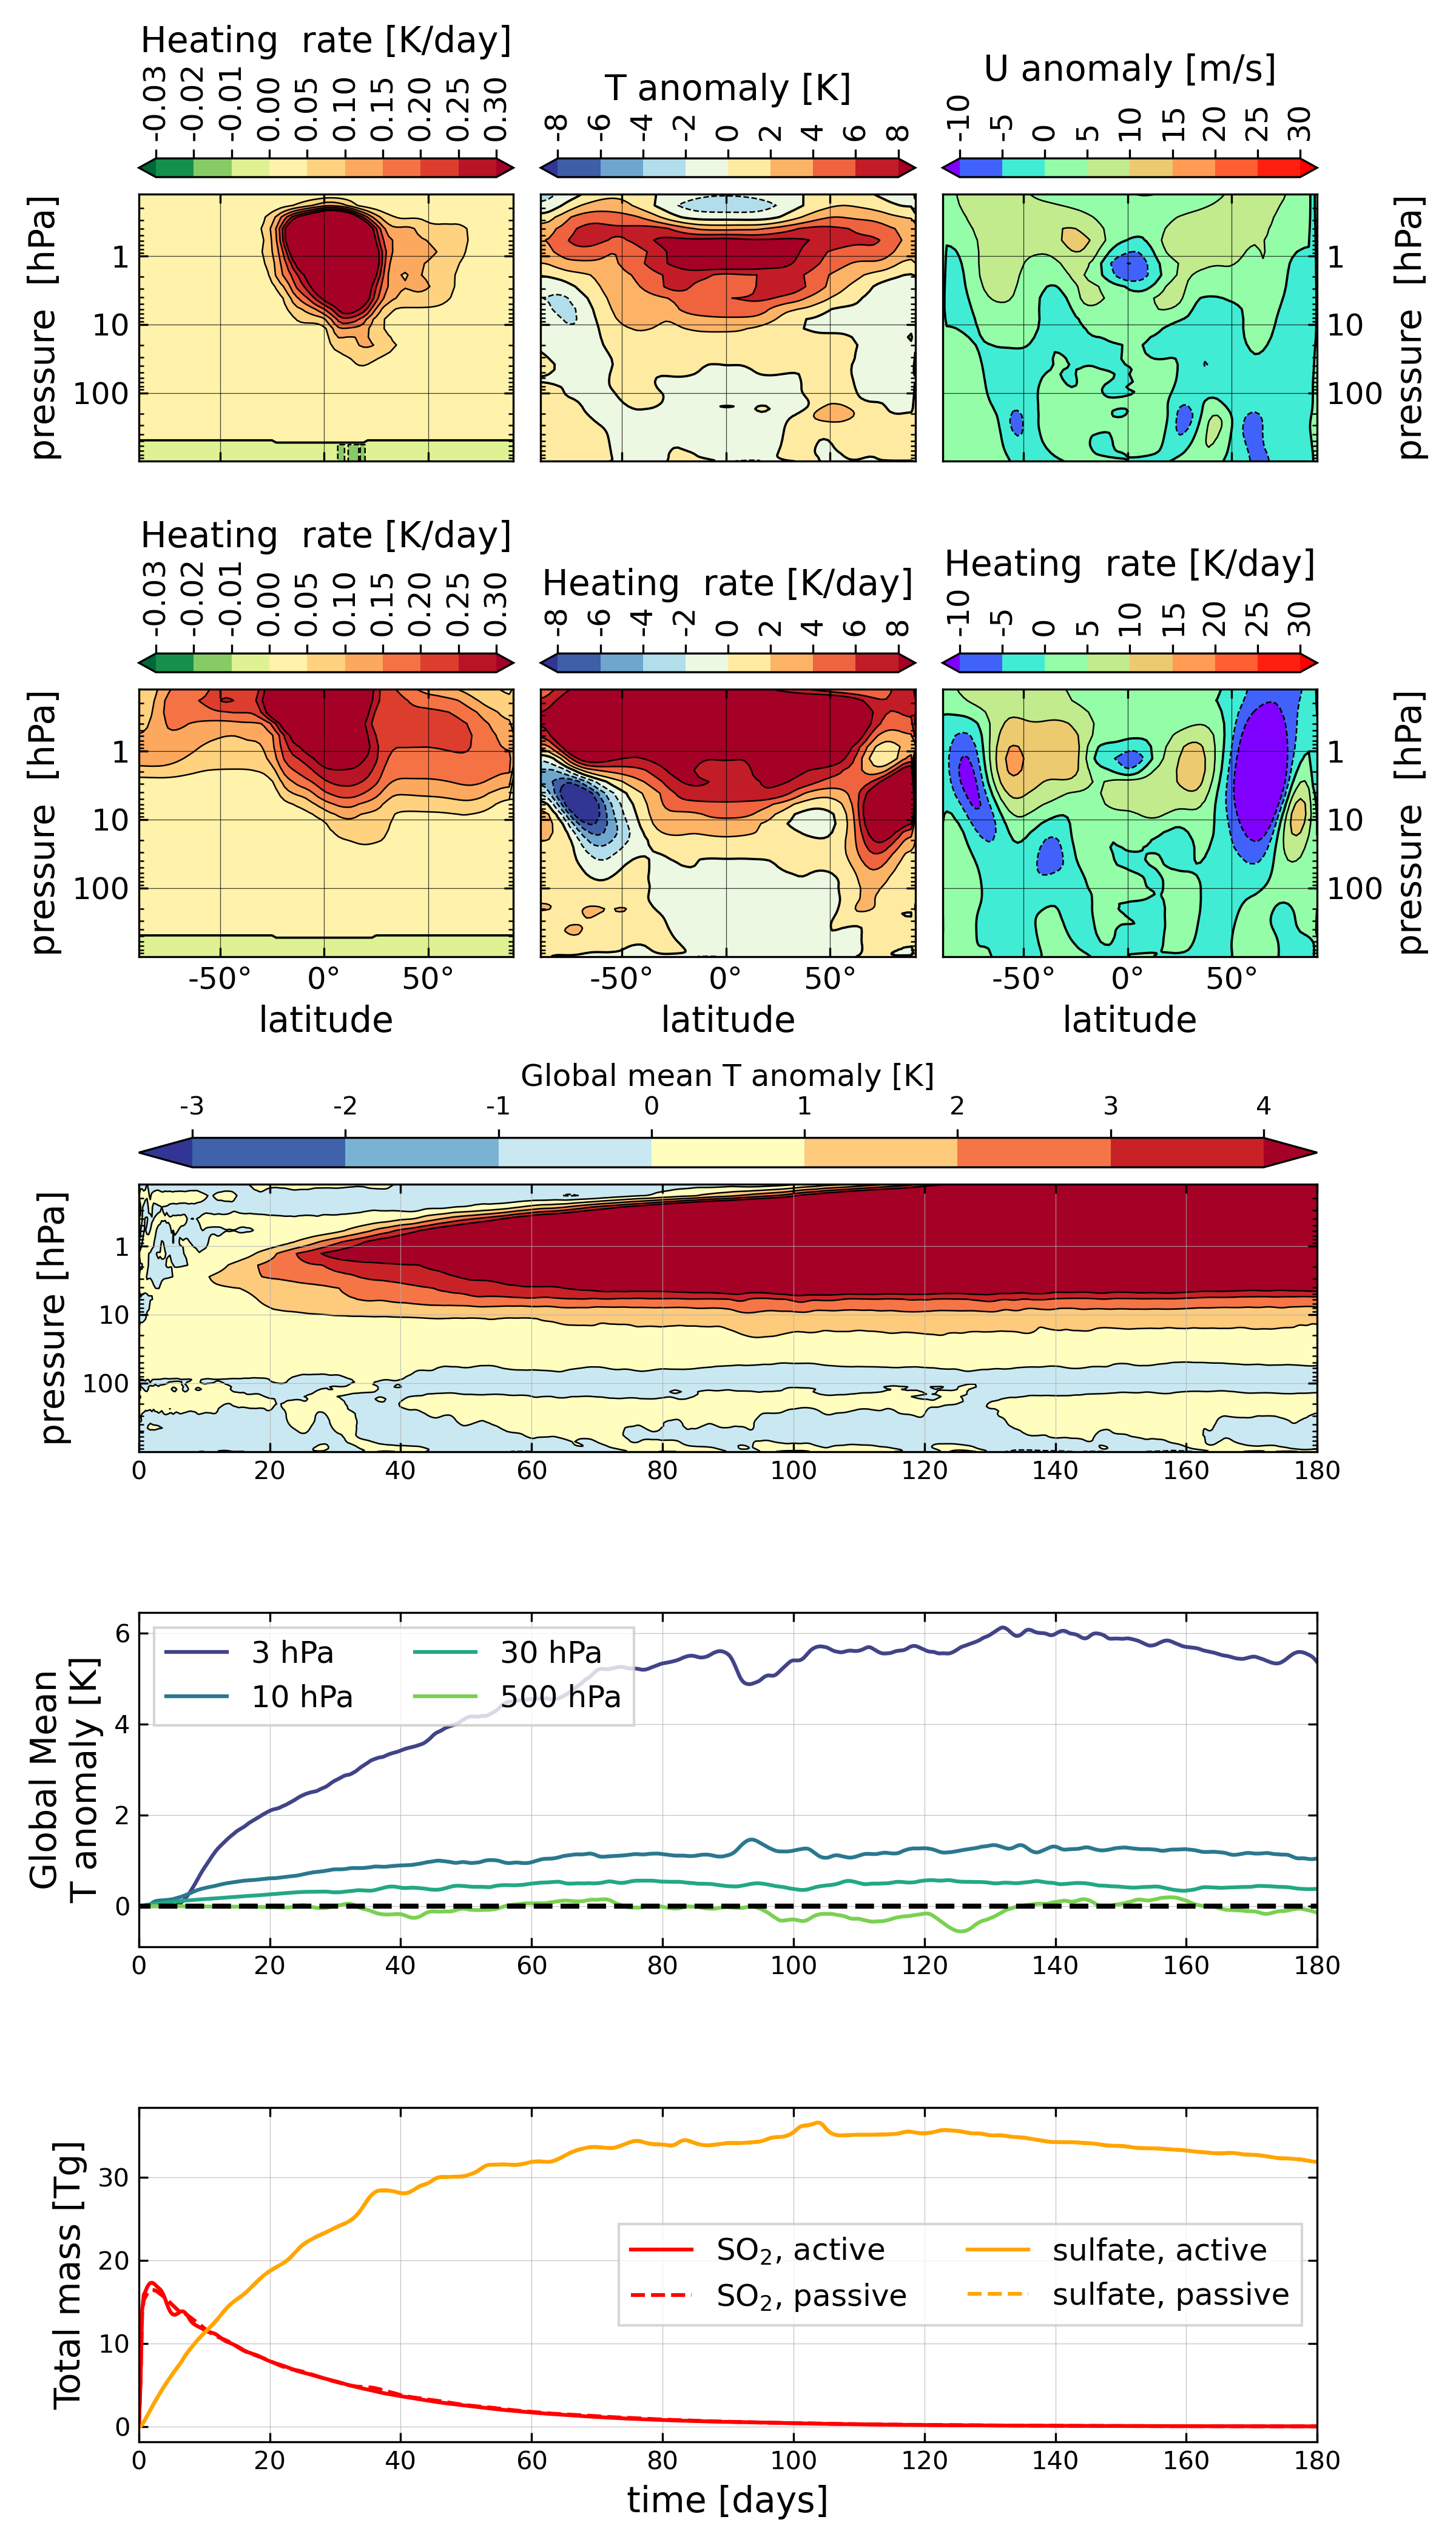 Heating  rate [K/day]
T anomaly [K]
U anomaly [m/s]
-0.03 -0.02 -0.01 0.00 0.05 0.10 0.15 0.20 0.25 0.30
-8 -6 -4 -2 0 2 4 6 8
-10 -5 0 5 10 15 20 25 30
pressure  [hPa]
1
10
100
1
10
100
pressure  [hPa]
Heating  rate [K/day]
Heating  rate [K/day]
Heating  rate [K/day]
-0.03 -0.02 -0.01 0.00 0.05 0.10 0.15 0.20 0.25 0.30
-8 -6 -4 -2 0 2 4 6 8
-10 -5 0 5 10 15 20 25 30
pressure  [hPa]
1
10
100
1
10
100
pressure  [hPa]
-50° 0° 50°
-50° 0° 50°
-50° 0° 50°
latitude
latitude
latitude
Global mean T anomaly [K]
-3 -2 -1 0 1 2 3 4
pressure [hPa]
1
10
100
0 20 40 60 80 100 120 140 160 180
Global Mean
T anomaly [K]
6
4
2
0
3 hPa
10 hPa
30 hPa
500 hPa
0 20 40 60 80 100 120 140 160 180
Total mass [Tg]
30
20
10
0
SO₂, active
SO₂, passive
sulfate, active
sulfate, passive
0 20 40 60 80 100 120 140 160 180
time [days]